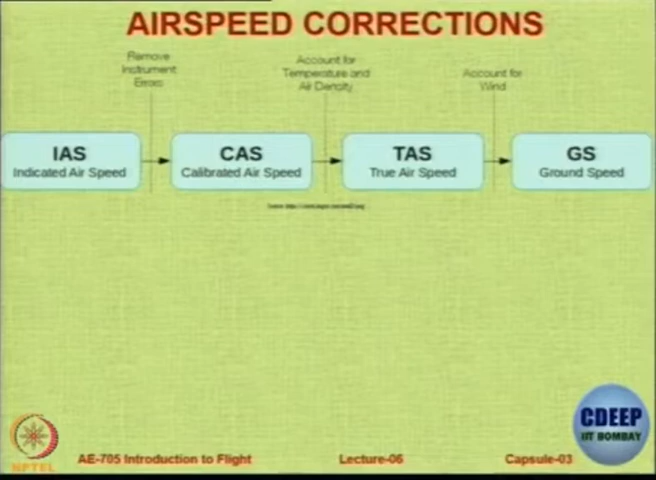 AIRSPEED CORRECTIONS
Remove
Instrument
Errors
Account for
Temperature and
Air Density
Account for
Wind
IAS
Indicated Air Speed
CAS
Calibrated Air Speed
TAS
True Air Speed
GS
Ground Speed
CDEEP
IIT BOMBAY
NPTEL
AE-705 Introduction to Flight
Lecture-06
Capsule-03